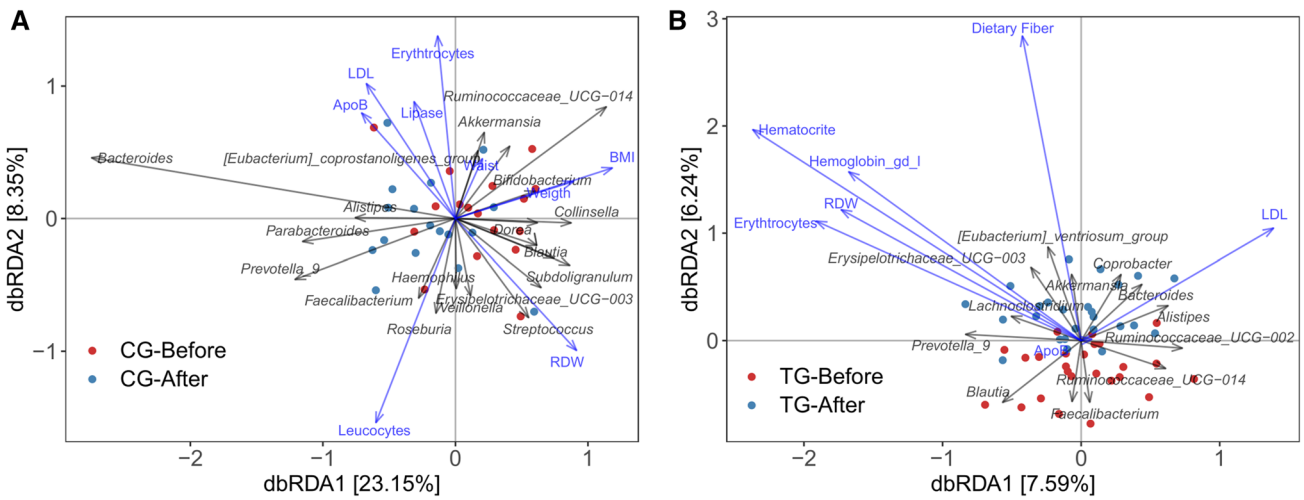 A
Erythtrocytes
LDL
ApoB
Lipase
Ruminococcaceae_UCG−014
Akkermansia
Bacteroides
[Eubacterium]_coprostanoligenes_group
Waist
BMI
Bifidobacterium
Weigth
Alistipes
Collinsella
Parabacteroides
Dorea
Blautia
Prevotella_9
Haemophilus
Subdoligranulum
Faecalibacterium
Erysipelotrichaceae_UCG−003
Veillonella
Roseburia
Streptococcus
RDW
Leucocytes
CG−Before
CG−After
1
0
−1
dbRDA2 [8.35%]
−2
−1
0
1
dbRDA1 [23.15%]
B
Dietary Fiber
Hematocrite
Hemoglobin_gd_l
RDW
Erythtrocytes
LDL
[Eubacterium]_ventriosum_group
Erysipelotrichaceae_UCG−003
Coprobacter
Akkermansia
Bacteroides
Lachnoclostridium
Alistipes
Prevotella_9
Ruminococcaceae_UCG−002
ApoB
Ruminococcaceae_UCG−014
Blautia
Faecalibacterium
TG−Before
TG−After
3
2
1
0
dbRDA2 [6.24%]
−2
−1
0
1
dbRDA1 [7.59%]